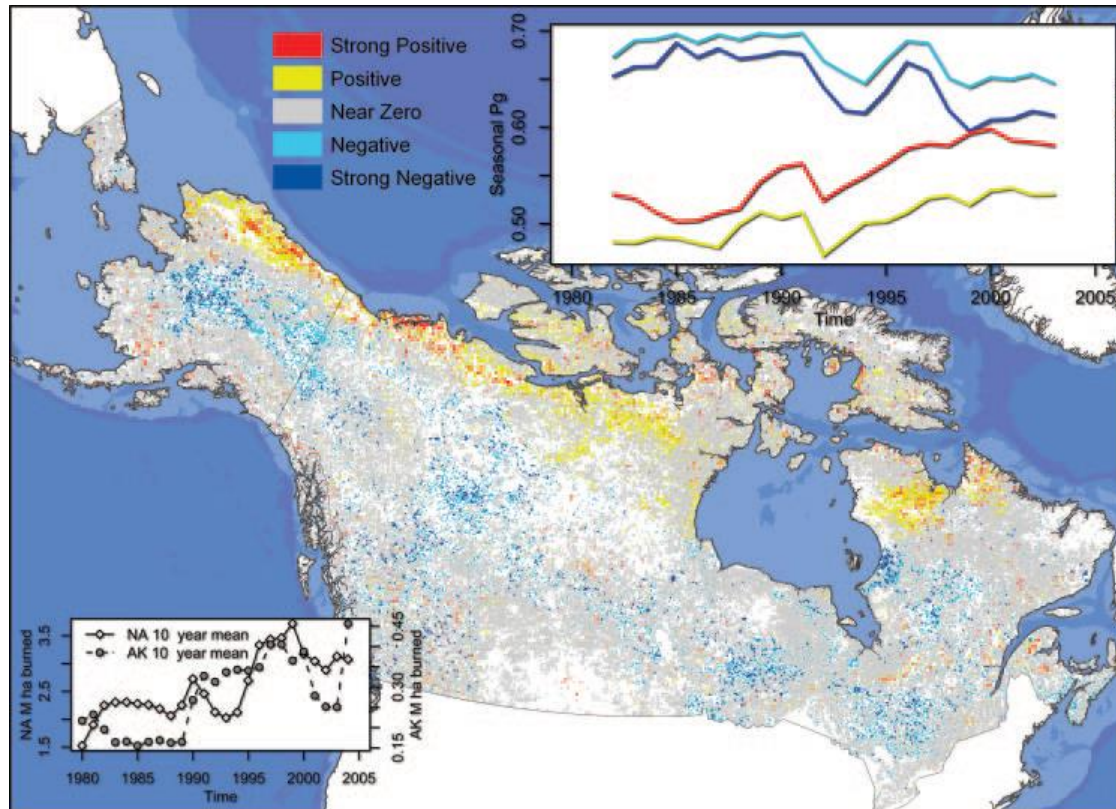 Strong Positive
Positive
Near Zero
Negative
Strong Negative
Seasonal Pg
0.70
0.60
0.50
1980 1985 1990 1995 2000 2005
Time
NA 10 year mean
AK 10 year mean
NA M ha burned
3.5
2.5
1.5
AK M ha burned
0.45
0.30
0.15
1980 1985 1990 1995 2000 2005
Time